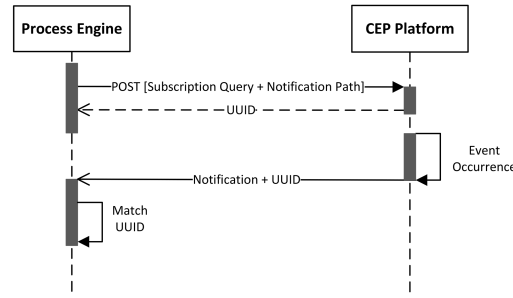 Process Engine
CEP Platform
POST [Subscription Query + Notification Path]
UUID
Event
Occurrence
Notification + UUID
Match
UUID